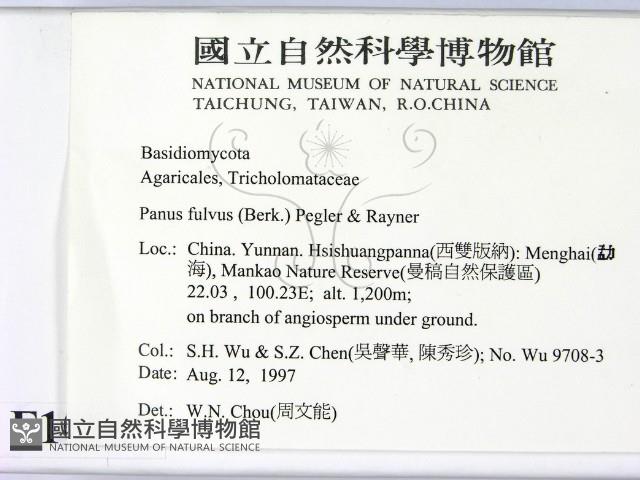 國立自然科學博物館
NATIONAL MUSEUM OF NATURAL SCIENCE
TAICHUNG, TAIWAN, R.O.CHINA
Basidiomycota
Agaricales, Tricholomataceae
Panus fulvus (Berk.) Pegler & Rayner
Loc.: China. Yunnan. Hsishuangpanna(西雙版納): Menghai(勐
海), Mankao Nature Reserve(曼稿自然保護區)
22.03 , 100.23E; alt. 1,200m;
on branch of angiosperm under ground.
Col.: S.H. Wu & S.Z. Chen(吳聲華, 陳秀珍); No. Wu 9708-3
Date: Aug. 12, 1997
Det.: W.N. Chou(周文能)
國立自然科學博物館
NATIONAL MUSEUM OF NATURAL SCIENCE